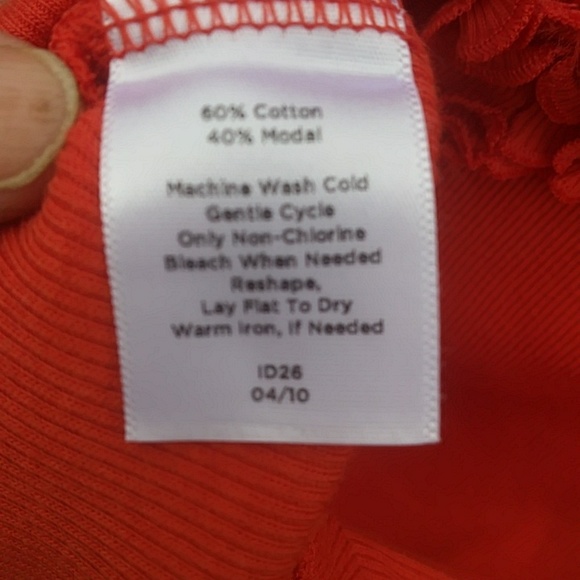 60% Cotton
40% Modal
Machine Wash Cold
Gentle Cycle
Only Non-Chlorine
Bleach When Needed
Reshape,
Lay Flat To Dry
Warm Iron, If Needed
ID26
04/10